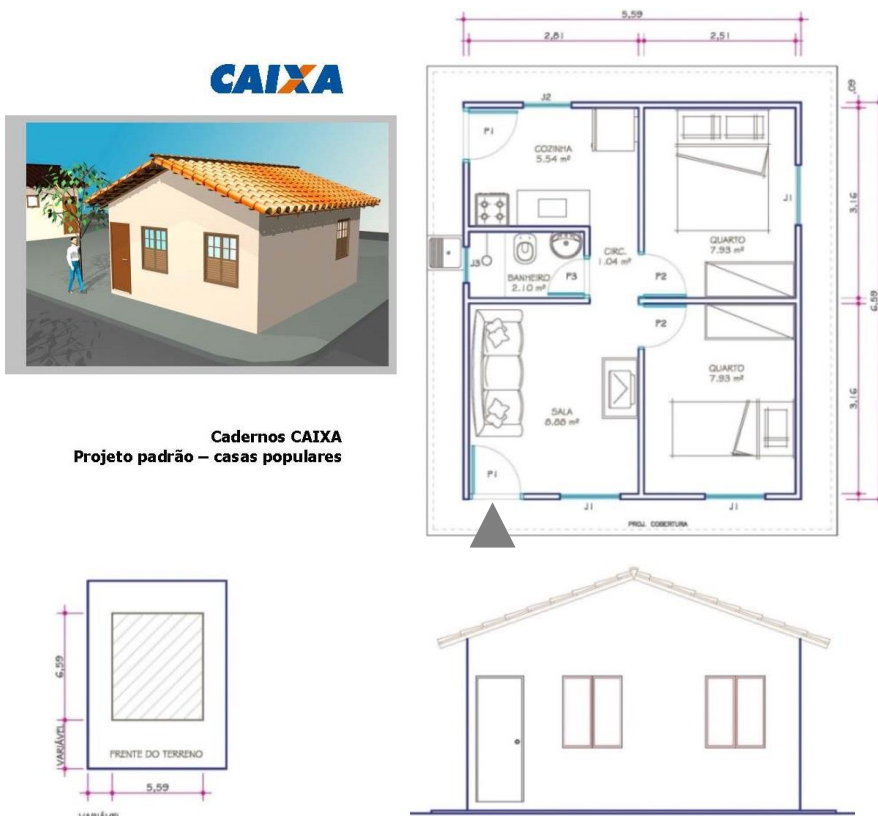 CAIXA
Cadernos CAIXA
Projeto padrão – casas populares
5,59
2,81
2,51
J2
P1
COZINHA
5.54 m²
,09
3,16
J1
QUARTO
7.93 m²
J3
BANHEIRO
2.10 m²
P3
CIRC.
1.04 m²
P2
6,59
P2
QUARTO
7.93 m²
3,16
SALA
8.88 m²
P1
J1
J1
PROJ. COBERTURA
6,59
VARIÁVEL
FRENTE DO TERRENO
5,59
VARIÁVEL